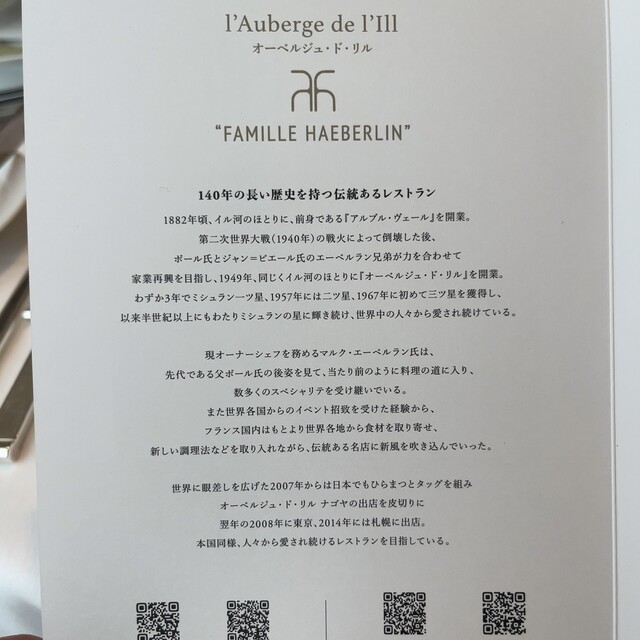 l'Auberge de l'Ill
オーベルジュ・ド・リル
"FAMILLE HAEBERLIN"
140年の長い歴史を持つ伝統あるレストラン
1882年頃、イル河のほとりに、前身である『アルブル・ヴェール』を開業。
第二次世界大戦（1940年）の戦火によって倒壊した後、
ポール氏とジャン＝ピエール氏のエーベルラン兄弟が力を合わせて
家業再興を目指し、1949年、同じくイル河のほとりに『オーベルジュ・ド・リル』を開業。
わずか3年でミシュラン一ツ星、1957年には二ツ星、1967年に初めて三ツ星を獲得し、
以来半世紀以上にもわたりミシュランの星に輝き続け、世界中の人々から愛され続けている。
現オーナーシェフを務めるマルク・エーベルラン氏は、
先代である父ポール氏の後姿を見て、当たり前のように料理の道に入り、
数多くのスペシャリテを受け継いでいる。
また世界各国からのイベント招致を受けた経験から、
フランス国内はもとより世界各地から食材を取り寄せ、
新しい調理法などを取り入れながら、伝統ある名店に新風を吹き込んでいった。
世界に眼差しを広げた2007年からは日本でもひらまつとタッグを組み
オーベルジュ・ド・リル ナゴヤの出店を皮切りに
翌年の2008年に東京、2014年には札幌に出店。
本国同様、人々から愛され続けるレストランを目指している。